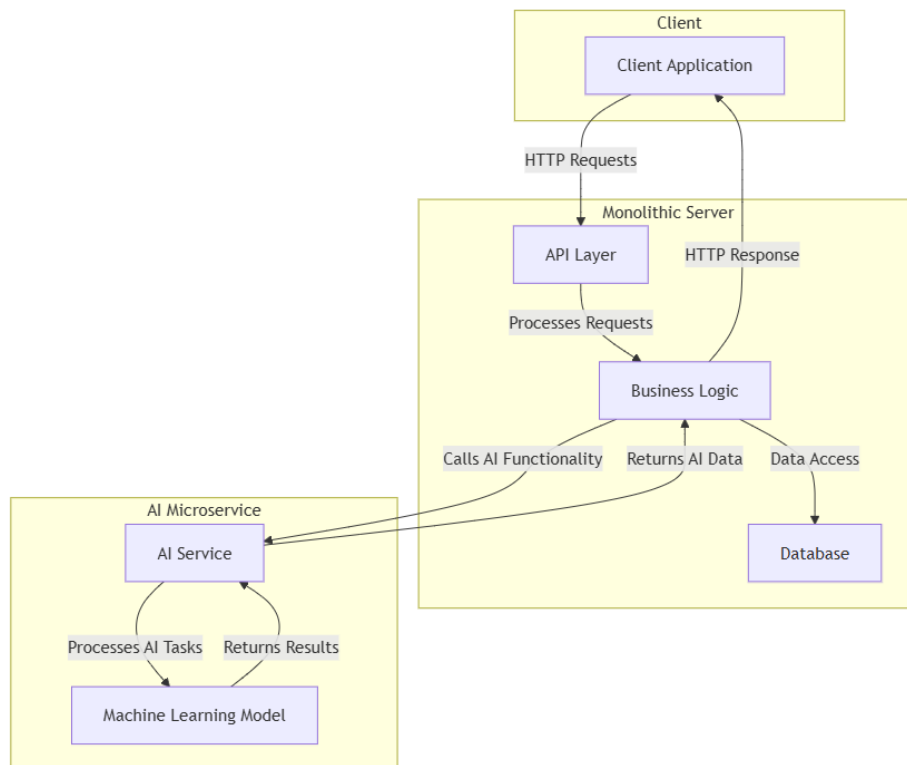 Client
Client Application
HTTP Requests
Monolithic Server
API Layer
HTTP Response
Processes Requests
Business Logic
Calls AI Functionality
Returns AI Data
Data Access
AI Microservice
AI Service
Database
Processes AI Tasks
Returns Results
Machine Learning Model